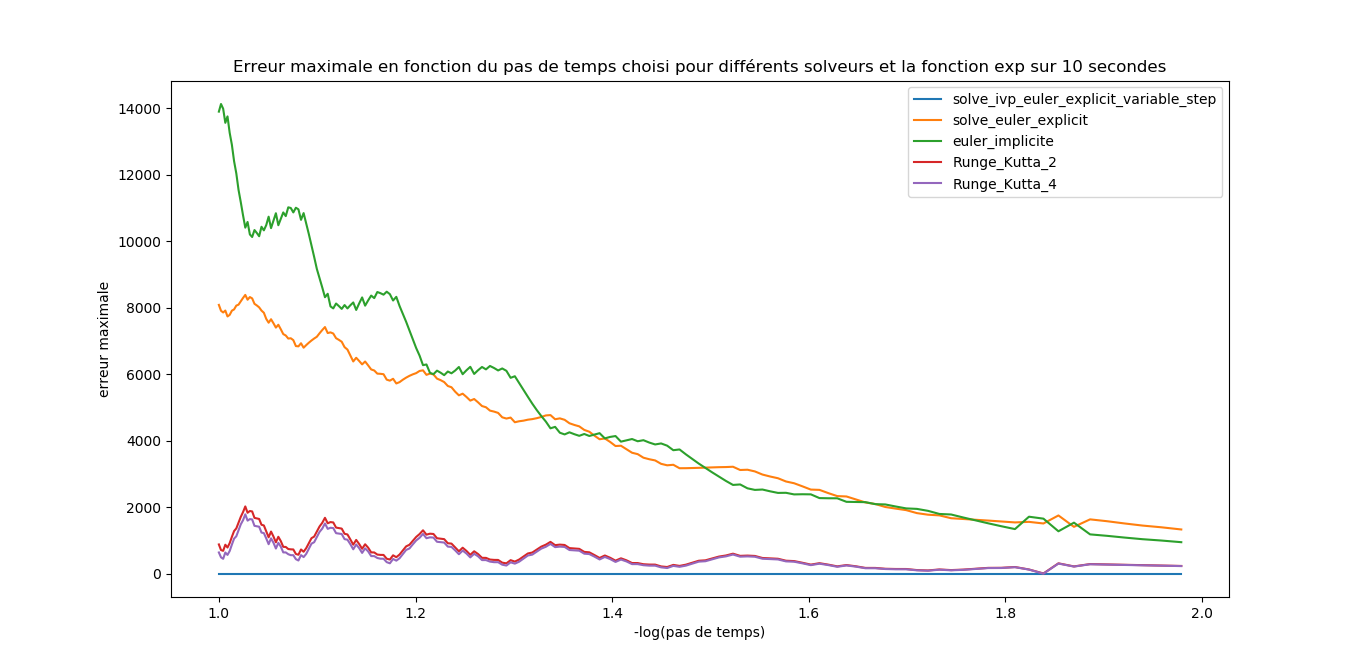 Erreur maximale en fonction du pas de temps choisi pour différents solveurs et la fonction exp sur 10 secondes
solve_ivp_euler_explicit_variable_step
solve_euler_explicit
euler_implicite
Runge_Kutta_2
Runge_Kutta_4
erreur maximale
14000
12000
10000
8000
6000
4000
2000
0
1.0 1.2 1.4 1.6 1.8 2.0
-log(pas de temps)